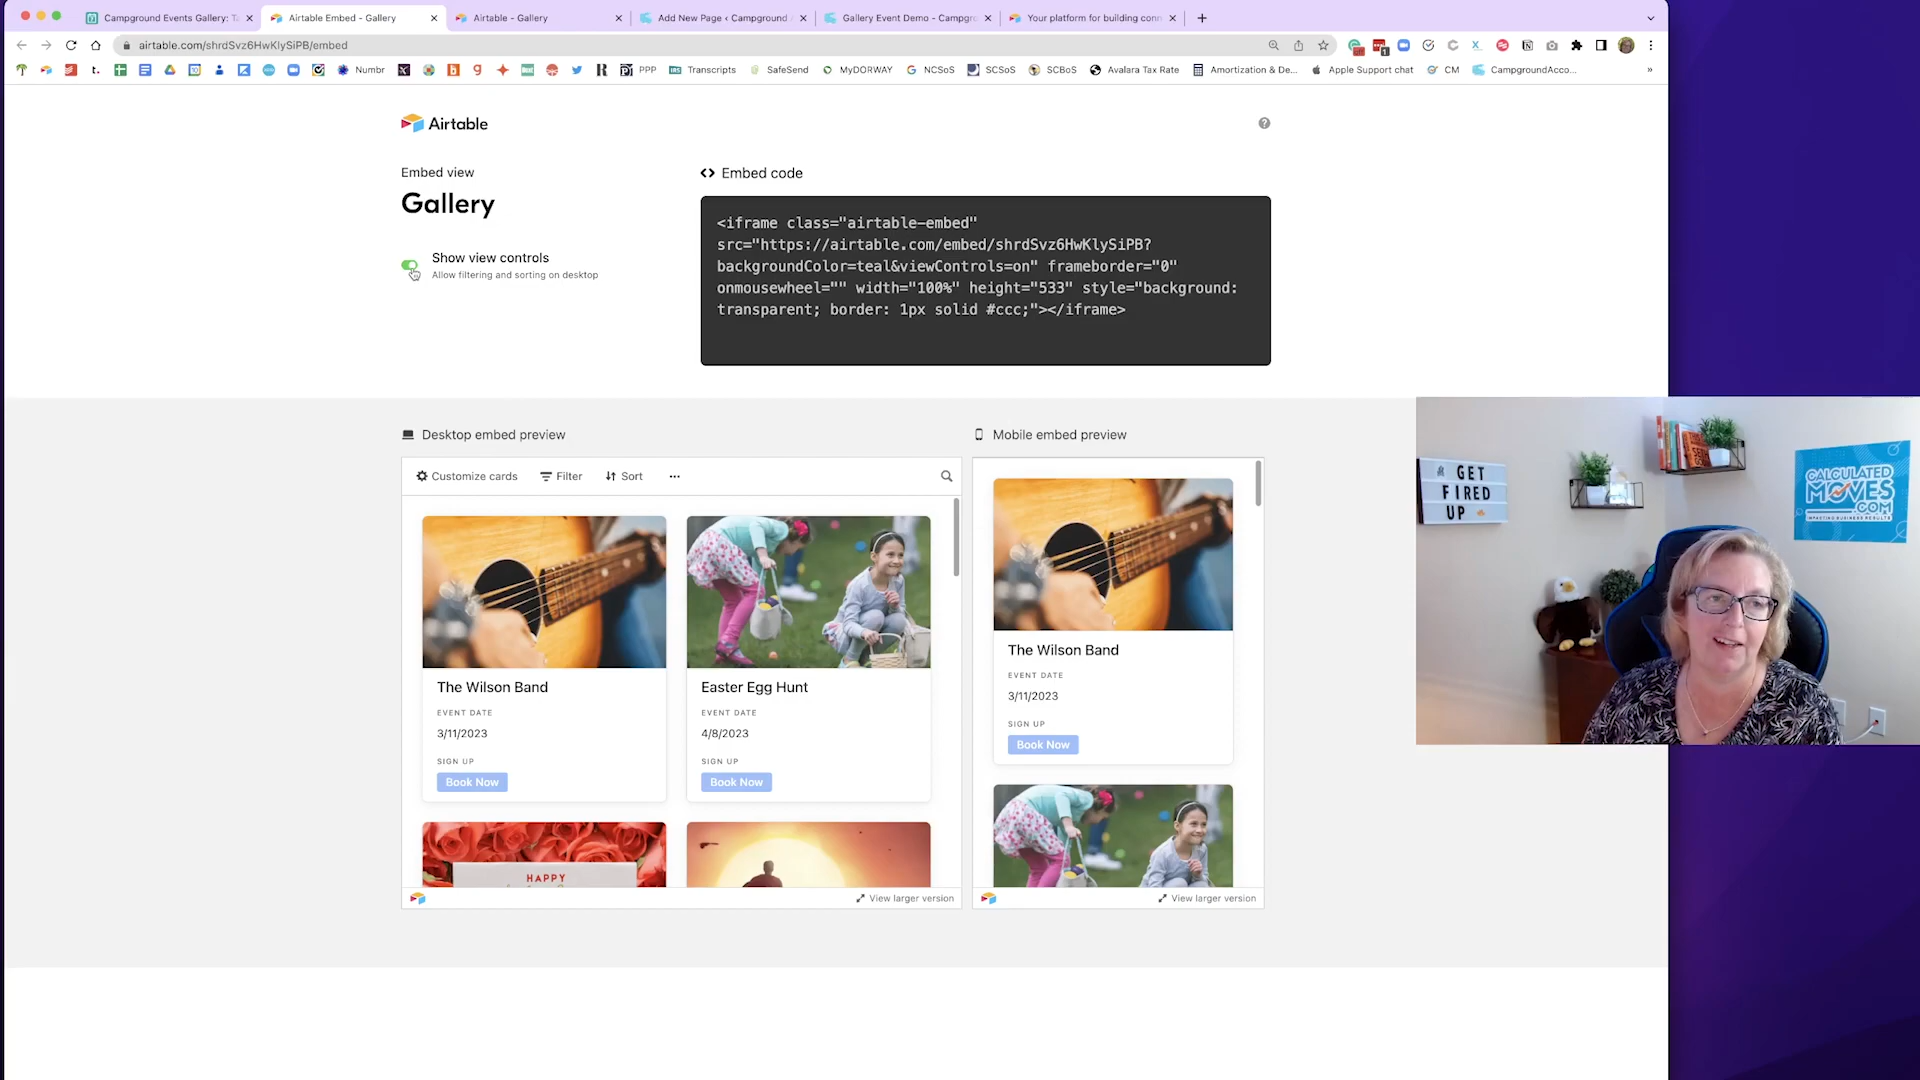 Campground Events Gallery: Ta
Airtable Embed - Gallery
Airtable - Gallery
Add New Page ‹ Campground A
Gallery Event Demo - Campgro
Your platform for building conn
airtable.com/shrdSvz6HwKlySiPB/embed
Numbr
PPP
Transcripts
SafeSend
MyDORWAY
NCSoS
SCSoS
SCBoS
Avalara Tax Rate
Amortization & De...
Apple Support chat
CM
CampgroundAcco...
Airtable
Embed view
Gallery
Show view controls
Allow filtering and sorting on desktop
Embed code
<iframe class="airtable-embed"
src="https://airtable.com/embed/shrdSvz6HwKlySiPB?
backgroundColor=teal&viewControls=on" frameborder="0"
onmousewheel="" width="100%" height="533" style="background:
transparent; border: 1px solid #ccc;"></iframe>
Desktop embed preview
Customize cards
Filter
Sort
The Wilson Band
EVENT DATE
3/11/2023
SIGN UP
Book Now
Easter Egg Hunt
EVENT DATE
4/8/2023
SIGN UP
Book Now
HAPPY
View larger version
Mobile embed preview
The Wilson Band
EVENT DATE
3/11/2023
SIGN UP
Book Now
View larger version
GET
FIRED
UP
CALCULATED
MOVES
.COM
IMPACTING BUSINESS RESULTS